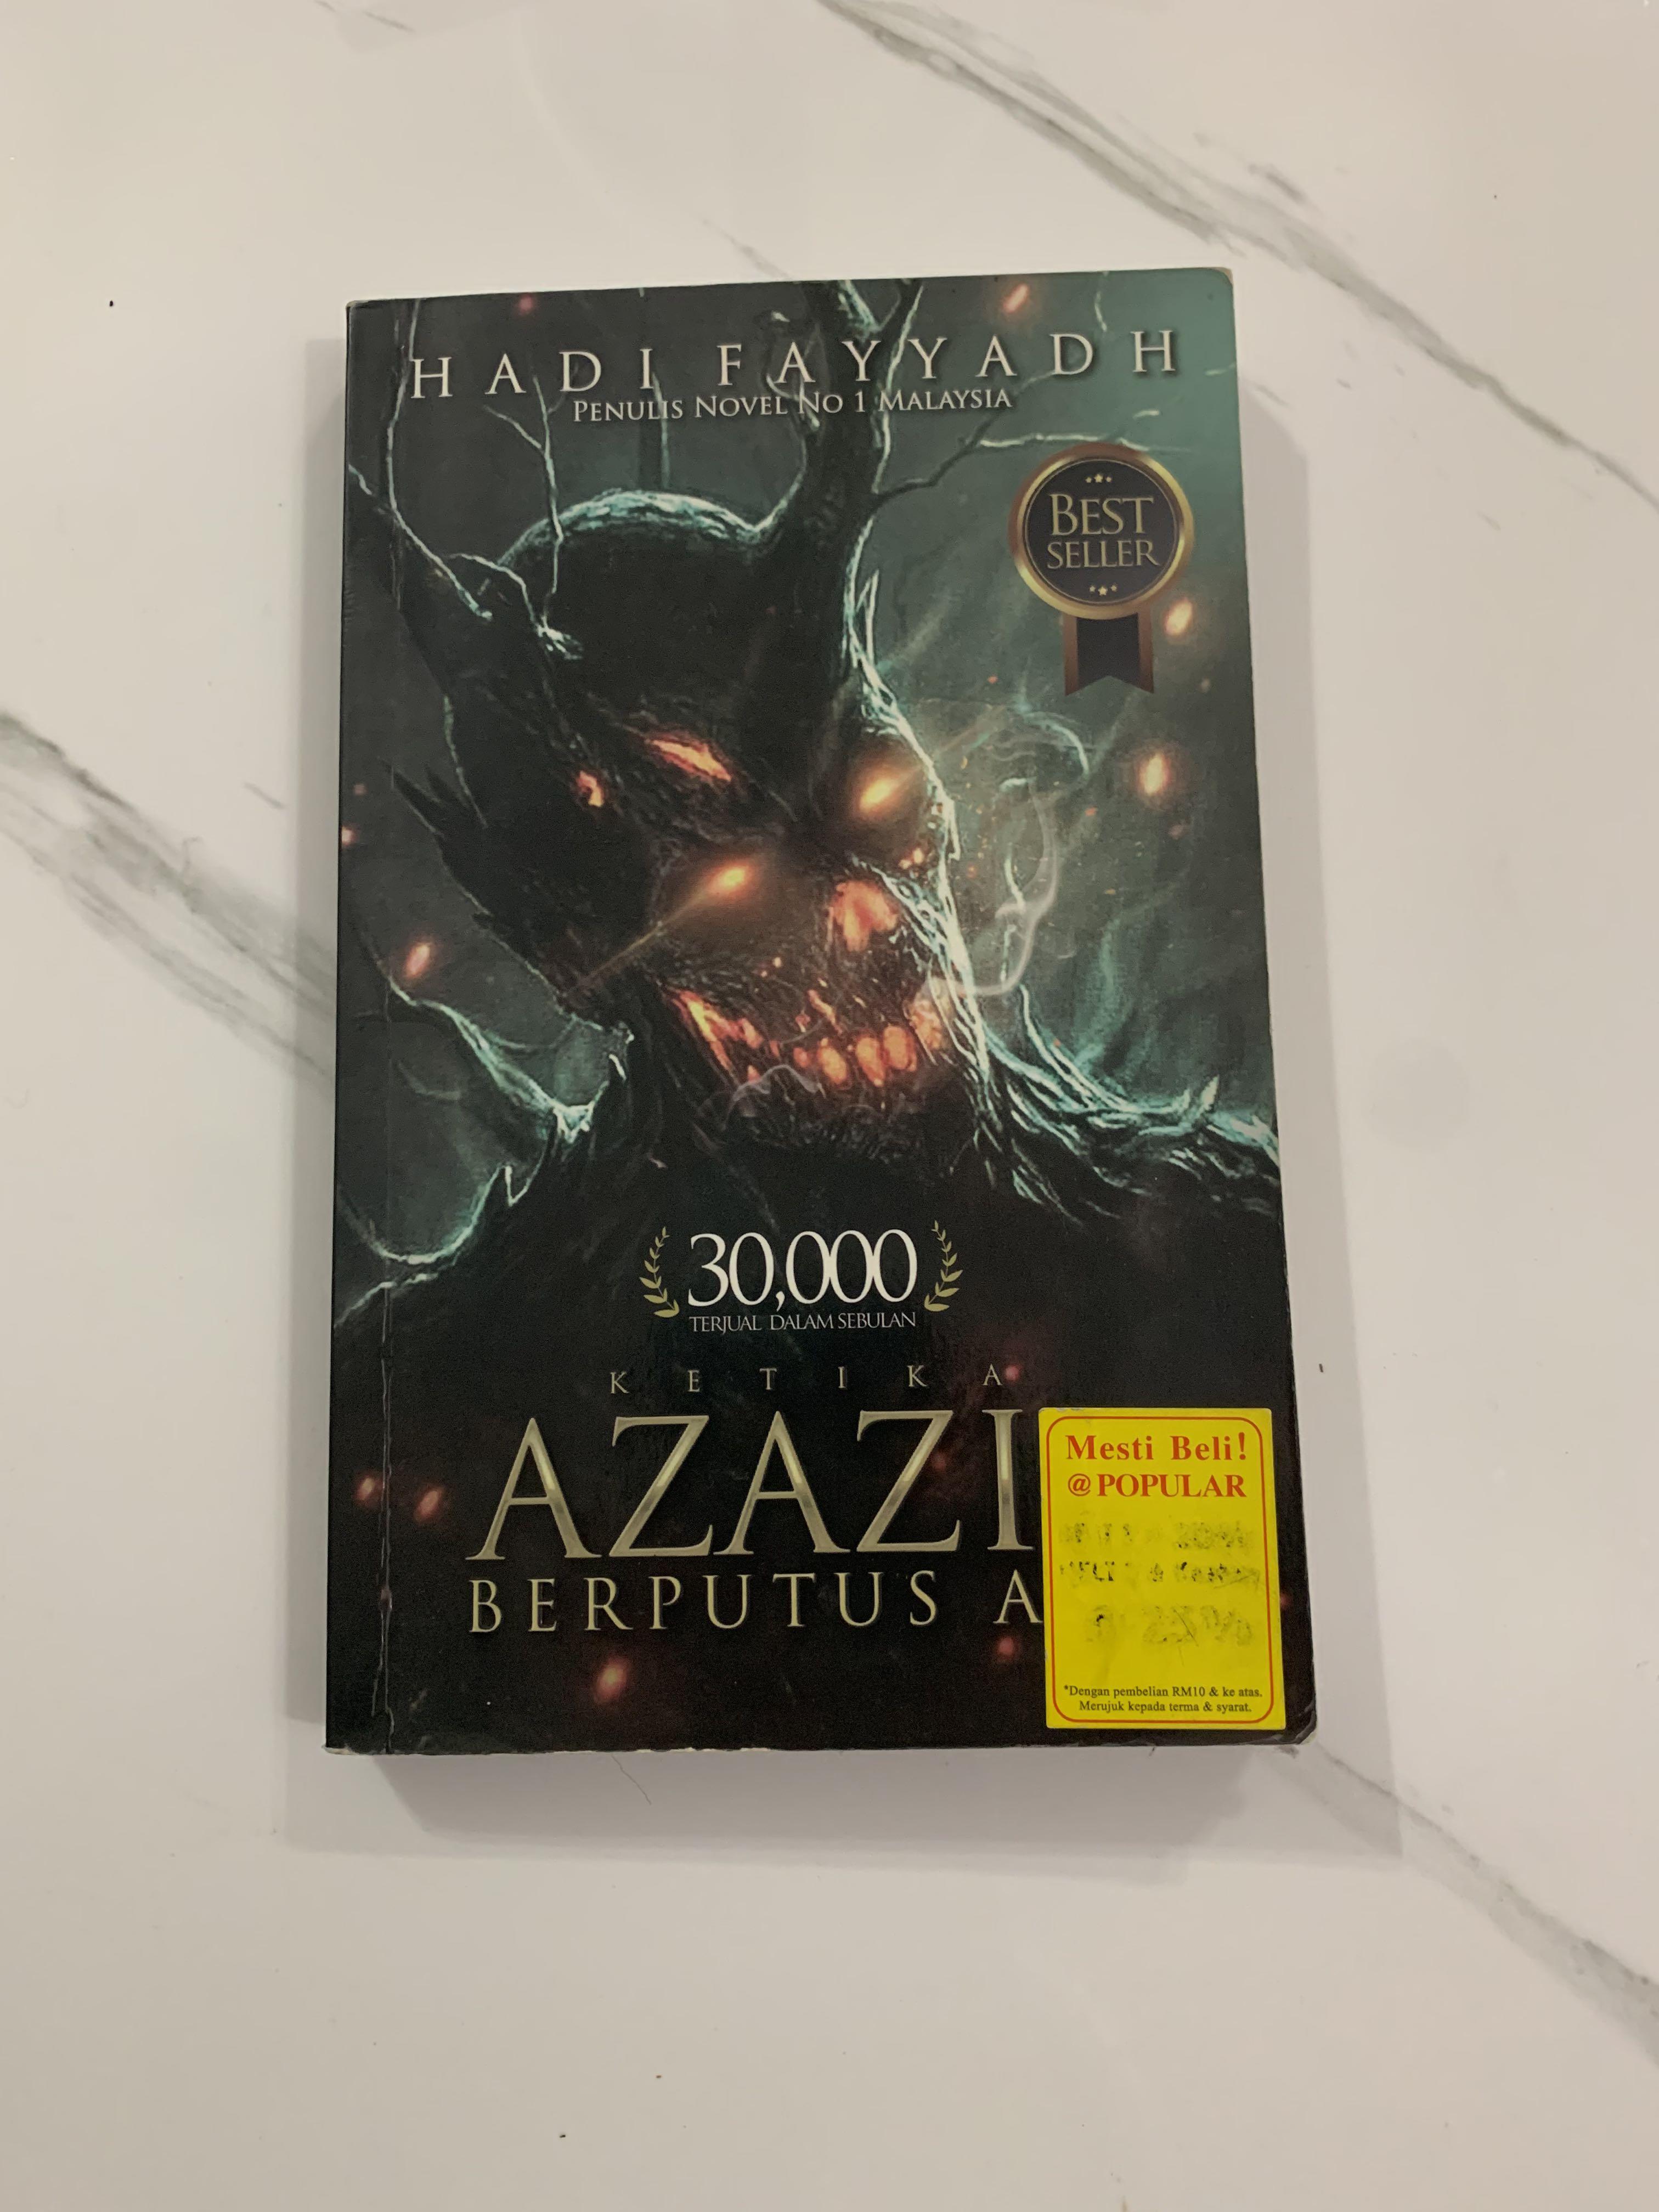 HADI FAYYADH
PENULIS NOVEL NO 1 MALAYSIA
BEST
SELLER
30,000
TERJUAL DALAM SEBULAN
KETIKA
AZAZI
BERPUTUS A
Mesti Beli!
@POPULAR
*Dengan pembelian RM10 & ke atas.
Merujuk kepada terma & syarat.